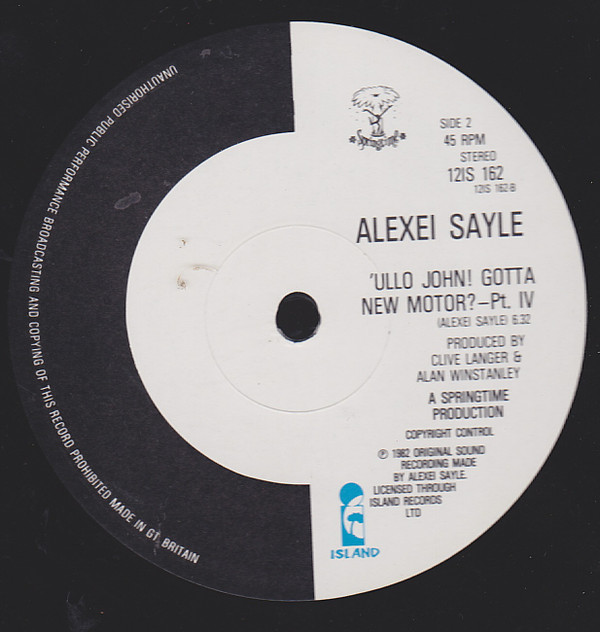 Springtime
SIDE 2
45 RPM
STEREO
12IS 162
12IS 162-B
ALEXEI SAYLE
'ULLO JOHN! GOTTA
NEW MOTOR?–Pt. IV
(ALEXEI SAYLE) 6.32
PRODUCED BY
CLIVE LANGER &
ALAN WINSTANLEY
A SPRINGTIME
PRODUCTION
COPYRIGHT CONTROL
℗ 1982 ORIGINAL SOUND
RECORDING MADE
BY ALEXEI SAYLE.
LICENSED THROUGH
ISLAND RECORDS
LTD
ISLAND
UNAUTHORISED PUBLIC PERFORMANCE BROADCASTING AND COPYING OF THIS RECORD PROHIBITED MADE IN GT. BRITAIN